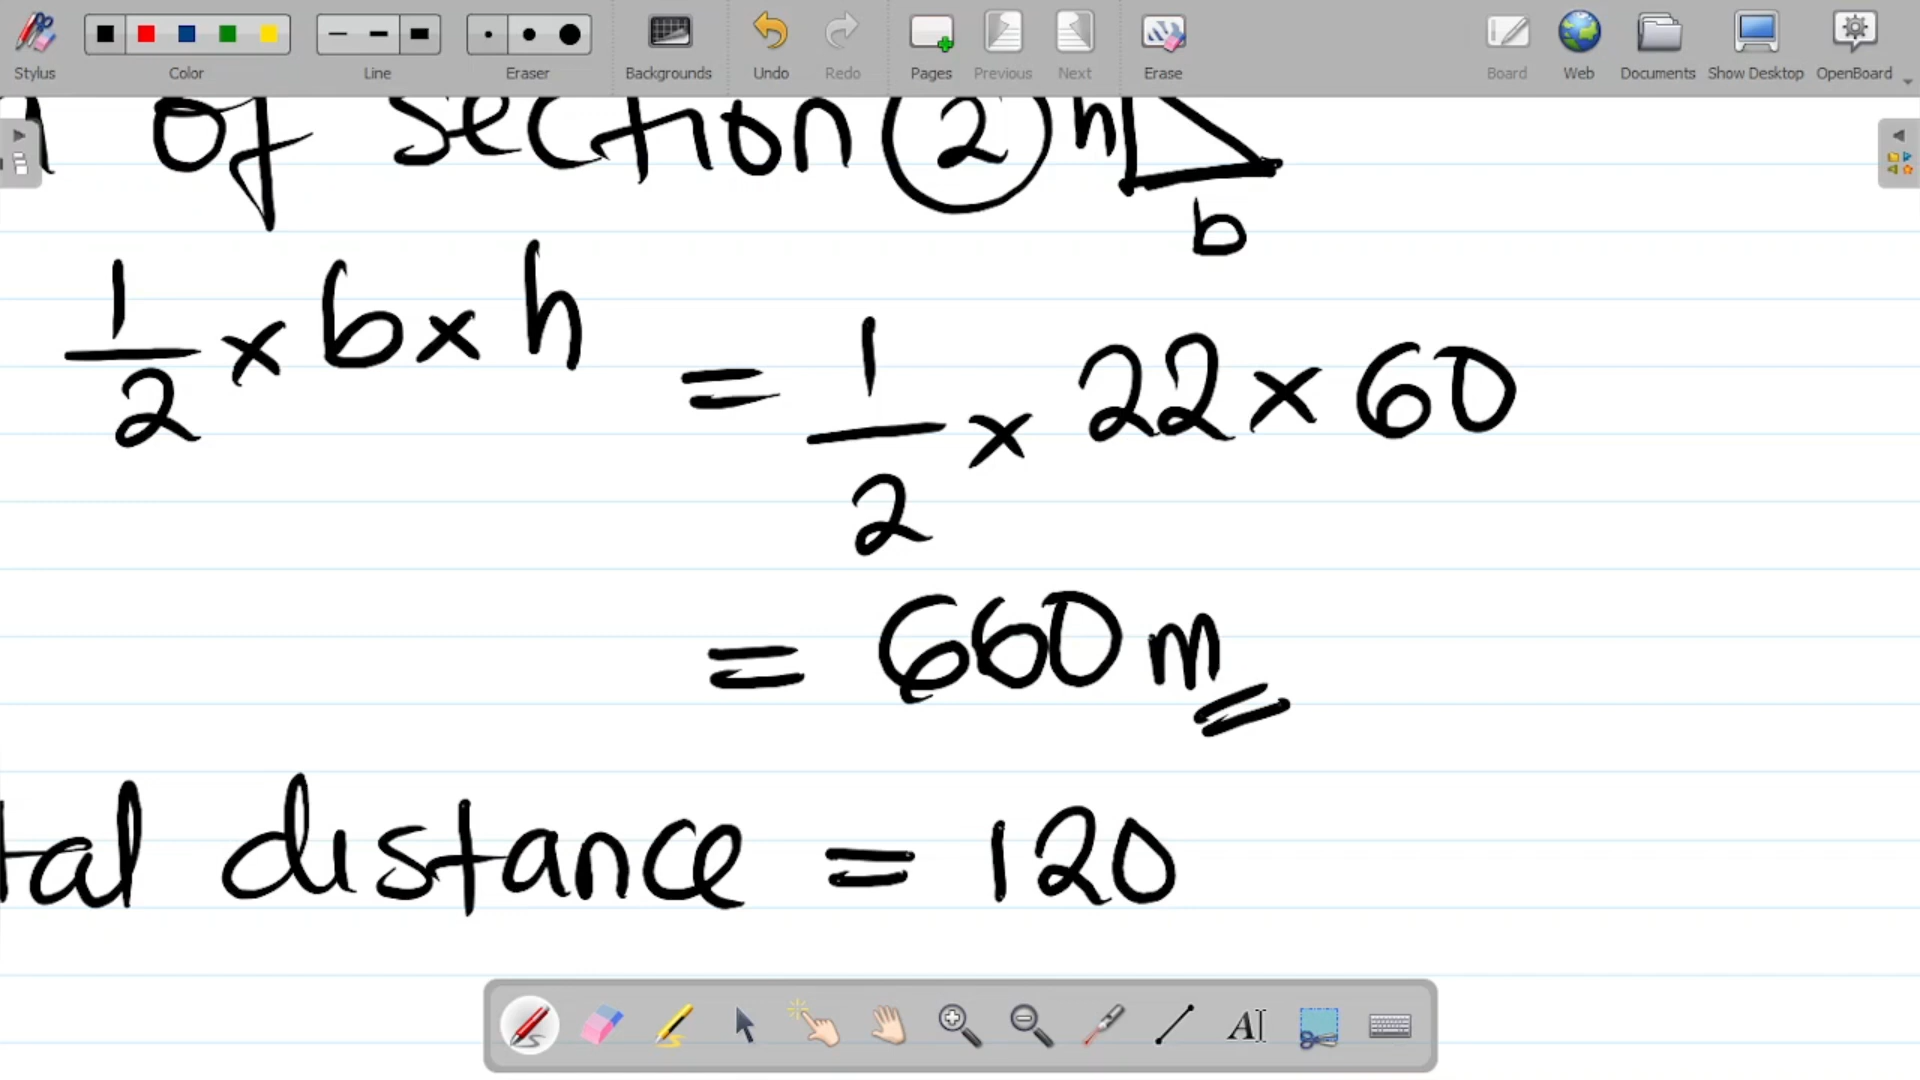 Stylus Color Line Eraser Backgrounds Undo Redo Pages Previous Next Erase Board Web Documents Show Desktop OpenBoard
of section 2 h
b
1/2 × b × h = 1/2 × 22 × 60
= 660 m
tal distance = 120